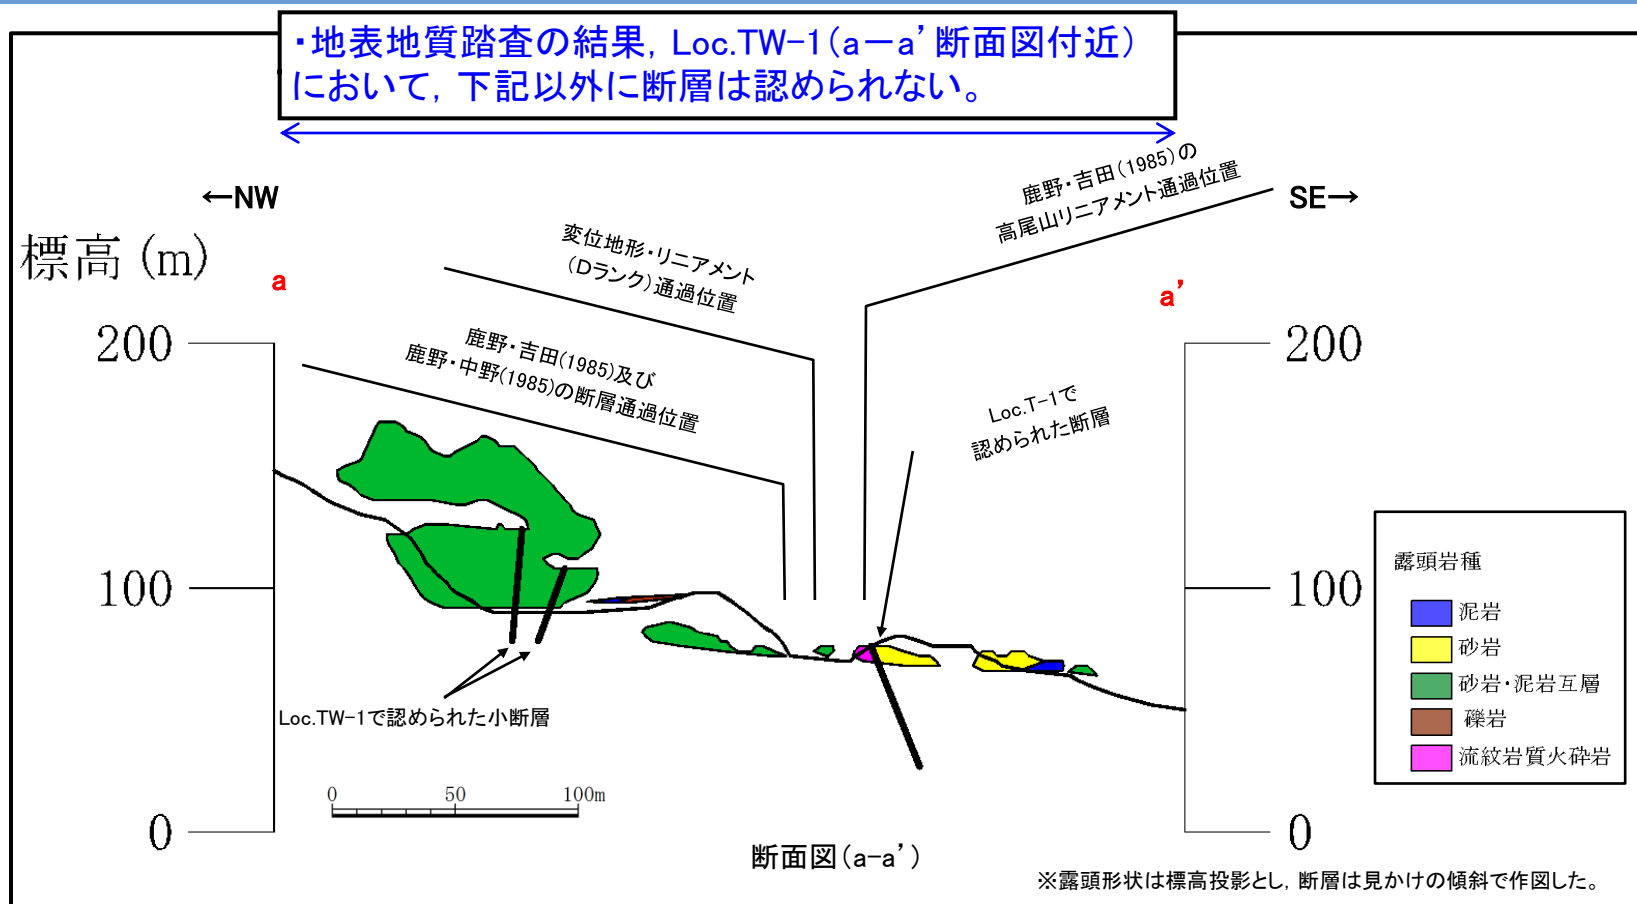 ・地表地質踏査の結果，Loc.TW-1（a－a’断面図付近）
において，下記以外に断層は認められない。
←NW
SE→
標高(m)
a
a’
鹿野・吉田(1985)の
高尾山リニアメント通過位置
変位地形・リニアメント
（Dランク）通過位置
鹿野・吉田(1985)及び
鹿野・中野(1985)の断層通過位置
Loc.T-1で
認められた断層
200
100
0
200
100
0
Loc.TW-1で認められた小断層
0 50 100m
露頭岩種
泥岩
砂岩
砂岩・泥岩互層
礫岩
流紋岩質火砕岩
断面図（a-a’）
※露頭形状は標高投影とし，断層は見かけの傾斜で作図した。